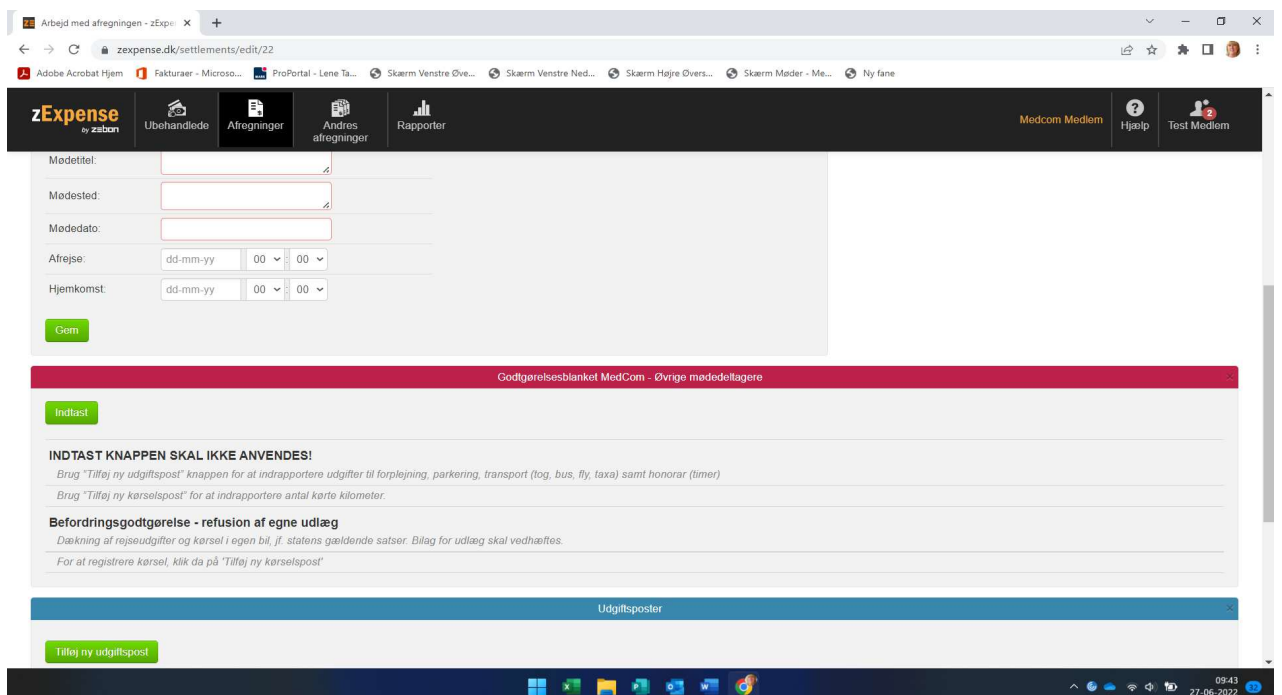 Arbejd med afregningen - zExpe
zexpense.dk/settlements/edit/22
Adobe Acrobat Hjem Fakturaer - Microso... ProPortal - Lene Ta... Skærm Venstre Øve... Skærm Venstre Ned... Skærm Højre Øvers... Skærm Møder - Me... Ny fane
zExpense
by zebon
Ubehandlede
Afregninger
Andres
afregninger
Rapporter
Medcom Medlem
Hjælp
2
Test Medlem
Mødetitel:
Mødested:
Mødedato:
Afrejse: dd-mm-yy 00 : 00
Hjemkomst: dd-mm-yy 00 : 00
Gem
Godtgørelsesblanket MedCom - Øvrige mødedeltagere
Indtast
INDTAST KNAPPEN SKAL IKKE ANVENDES!
Brug "Tilføj ny udgiftspost" knappen for at indrapportere udgifter til forplejning, parkering, transport (tog, bus, fly, taxa) samt honorar (timer)
Brug "Tilføj ny kørselspost" for at indrapportere antal kørte kilometer.
Befordringsgodtgørelse - refusion af egne udlæg
Dækning af rejseudgifter og kørsel i egen bil, jf. statens gældende satser. Bilag for udlæg skal vedhæftes.
For at registrere kørsel, klik da på 'Tilføj ny kørselspost'
Udgiftsposter
Tilføj ny udgiftspost
09:43
27-06-2022